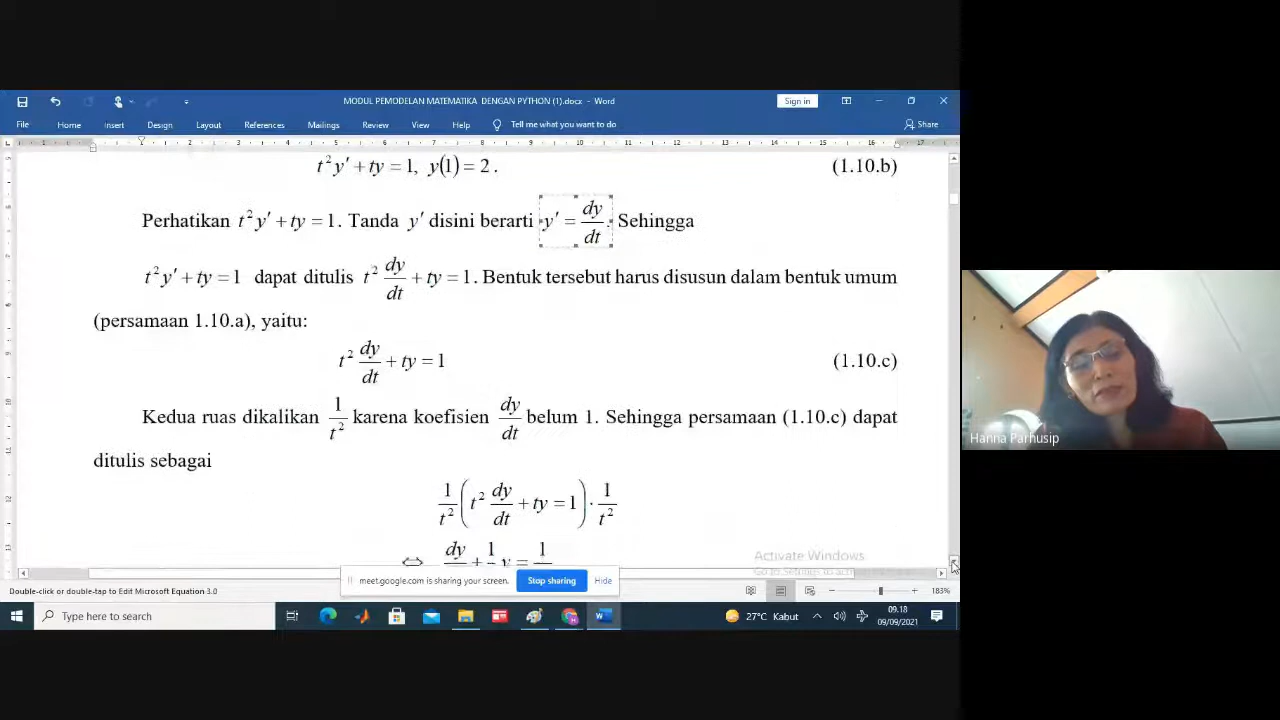 MODUL PEMODELAN MATEMATIKA DENGAN PYTHON (1).docx - Word
Sign in
File Home Insert Design Layout References Mailings Review View Help Tell me what you want to do Share
t²y′ + ty = 1, y(1) = 2 . (1.10.b)
Perhatikan t²y′ + ty = 1. Tanda y′ disini berarti y′ = dy/dt. Sehingga
t²y′ + ty = 1 dapat ditulis t² dy/dt + ty = 1. Bentuk tersebut harus disusun dalam bentuk umum
(persamaan 1.10.a), yaitu:
t² dy/dt + ty = 1 (1.10.c)
Kedua ruas dikalikan 1/t² karena koefisien dy/dt belum 1. Sehingga persamaan (1.10.c) dapat
ditulis sebagai
1/t² (t² dy/dt + ty = 1) · 1/t²
Activate Windows
meet.google.com is sharing your screen. Stop sharing Hide
Double-click or double-tap to Edit Microsoft Equation 3.0
183%
Type here to search
27°C Kabut
09.18
09/09/2021
Hanna Parhusip